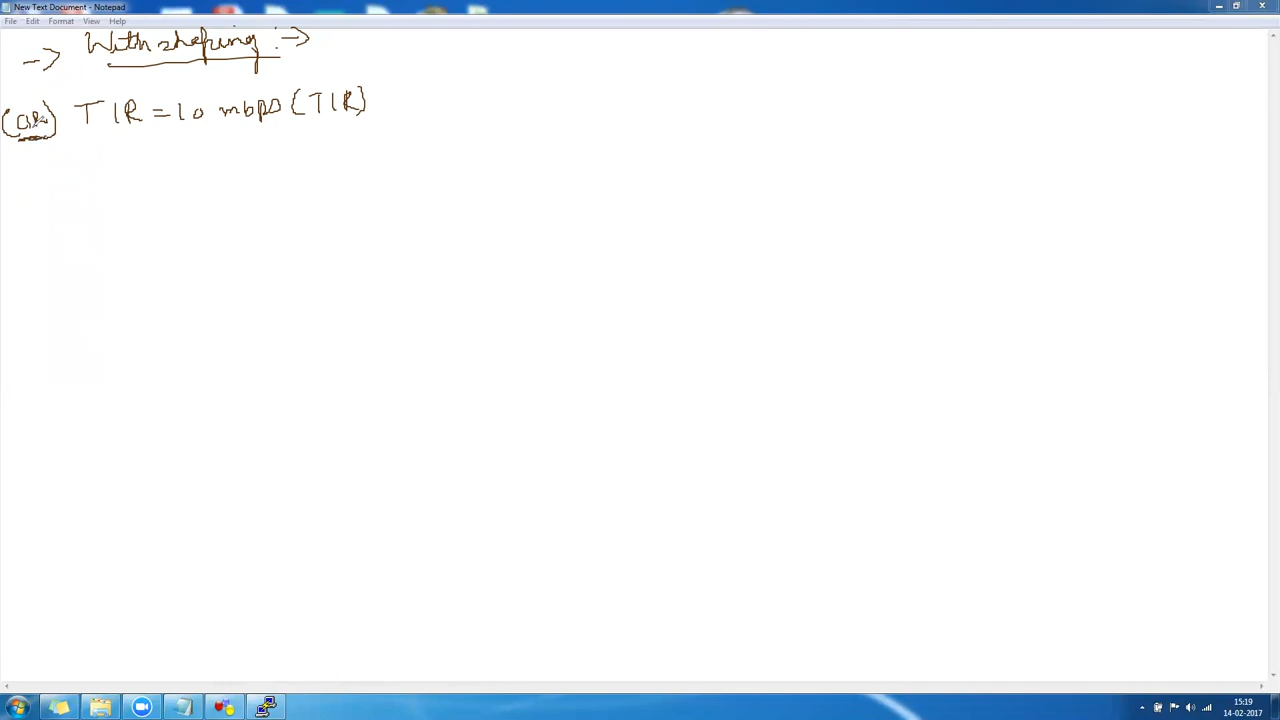 New Text Document - Notepad
File Edit Format View Help
-> With shaping :->
TIR = 10 mbps (TIR)
15:19
14-02-2017